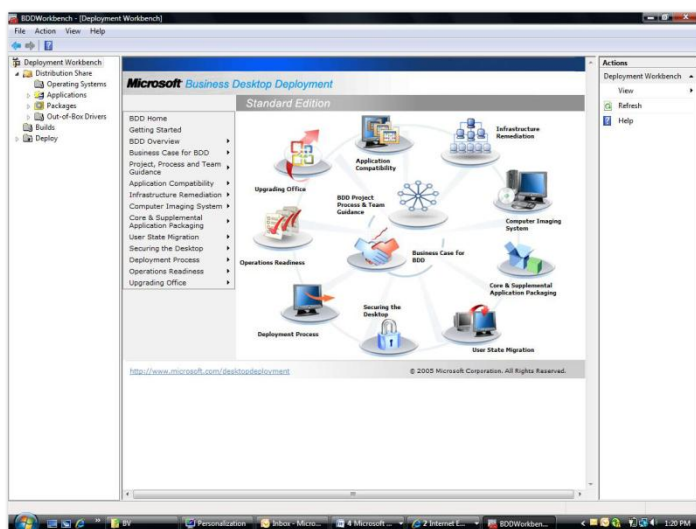 BDDWorkbench - [Deployment Workbench]
File Action View Help
Deployment Workbench
Distribution Share
Operating Systems
Applications
Packages
Out-of-Box Drivers
Builds
Deploy
Microsoft Business Desktop Deployment
Standard Edition
BDD Home
Getting Started
BDD Overview
Business Case for BDD
Project, Process and Team
Guidance
Application Compatibility
Infrastructure Remediation
Computer Imaging System
Core & Supplemental
Application Packaging
User State Migration
Securing the Desktop
Deployment Process
Operations Readiness
Upgrading Office
Application
Compatibility
Infrastructure
Remediation
Upgrading Office
BDD Project
Process & Team
Guidance
Computer Imaging
System
Operations Readiness
Business Case for
BDD
Core & Supplemental
Application Packaging
Securing the
Desktop
Deployment Process
User State Migration
http://www.microsoft.com/desktopdeployment
© 2005 Microsoft Corporation. All Rights Reserved.
Actions
Deployment Workbench
View
Refresh
Help
BV
Personalization
Inbox - Micro...
4 Microsoft ...
2 Internet E...
BDDWorkben...
1:20 PM